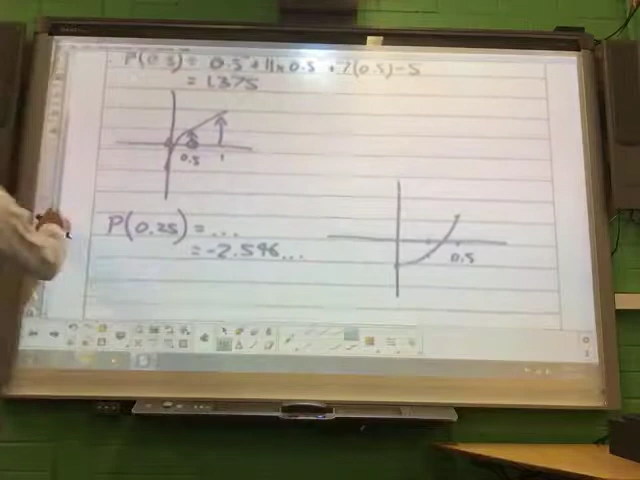 P(0.5) = 0.5³ + 11×0.5² + 7(0.5) - 5
= 1.375
0.5 1
P(0.25) = ...
= -2.546...
0.5